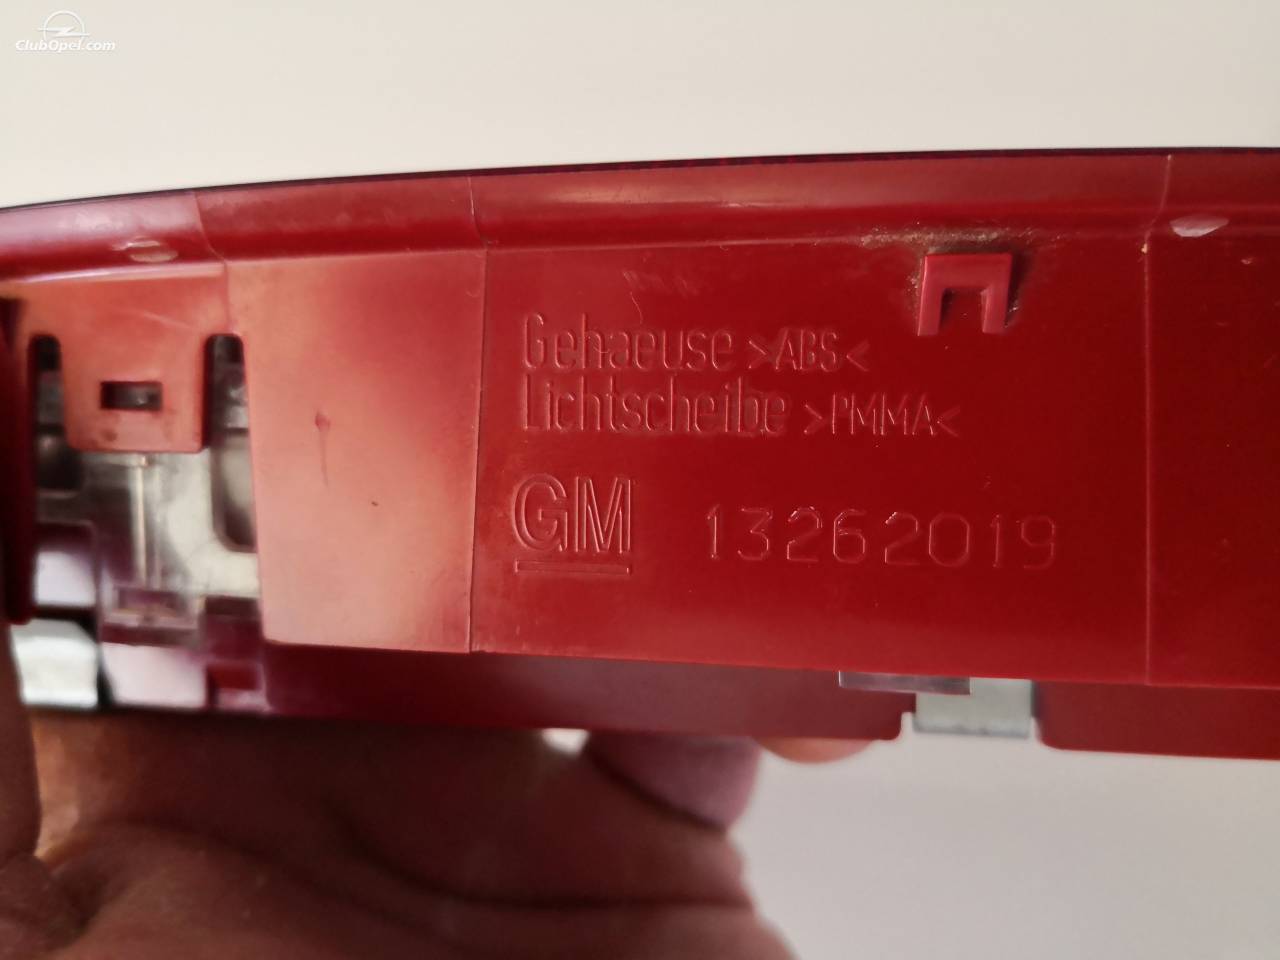 ClubOpel.com
Gehaeuse >ABS<
Lichtscheibe >PMMA<
GM 13262019